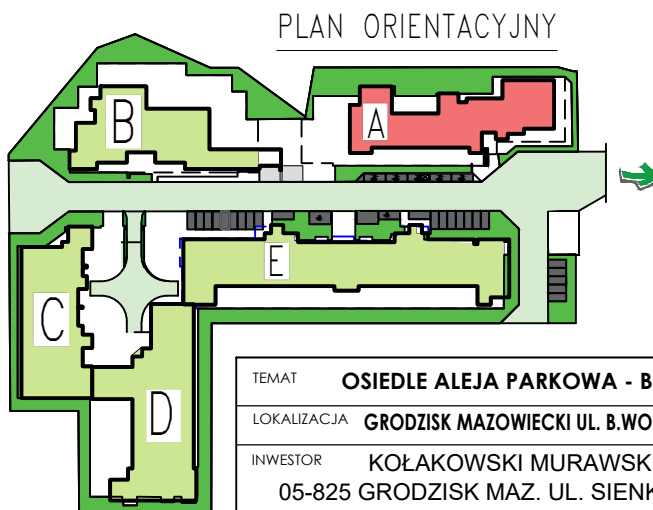 PLAN ORIENTACYJNY
B
A
E
C
D
TEMAT OSIEDLE ALEJA PARKOWA - B
LOKALIZACJA GRODZISK MAZOWIECKI UL. B.WO
INWESTOR KOŁAKOWSKI MURAWSK
05-825 GRODZISK MAZ. UL. SIENK